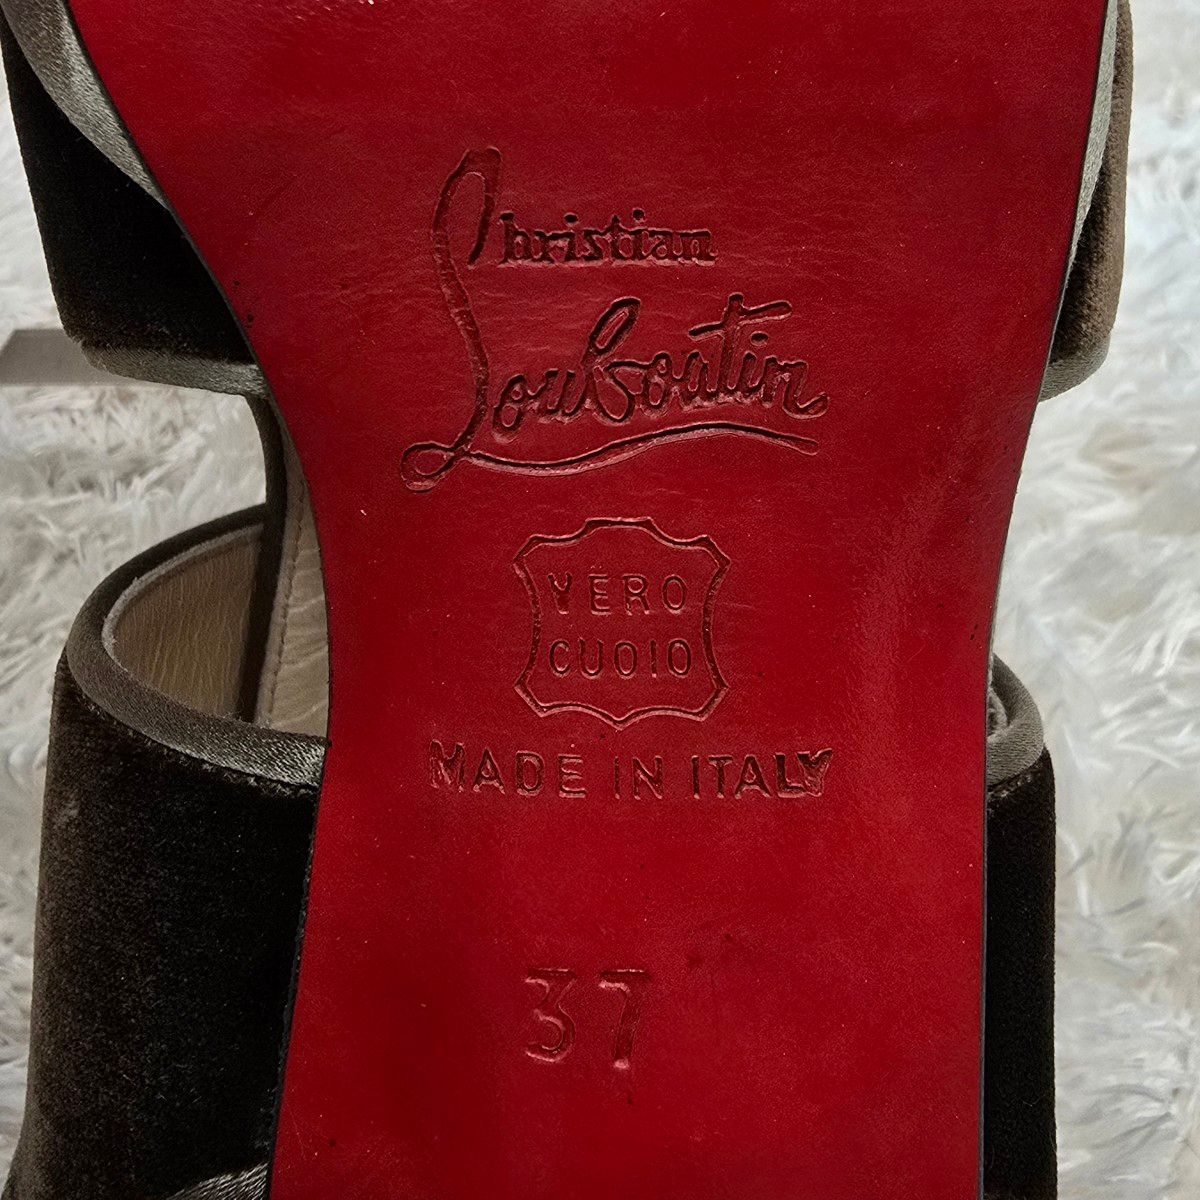 Christian
Louboutin
VERO
CUOIO
MADE IN ITALY
37